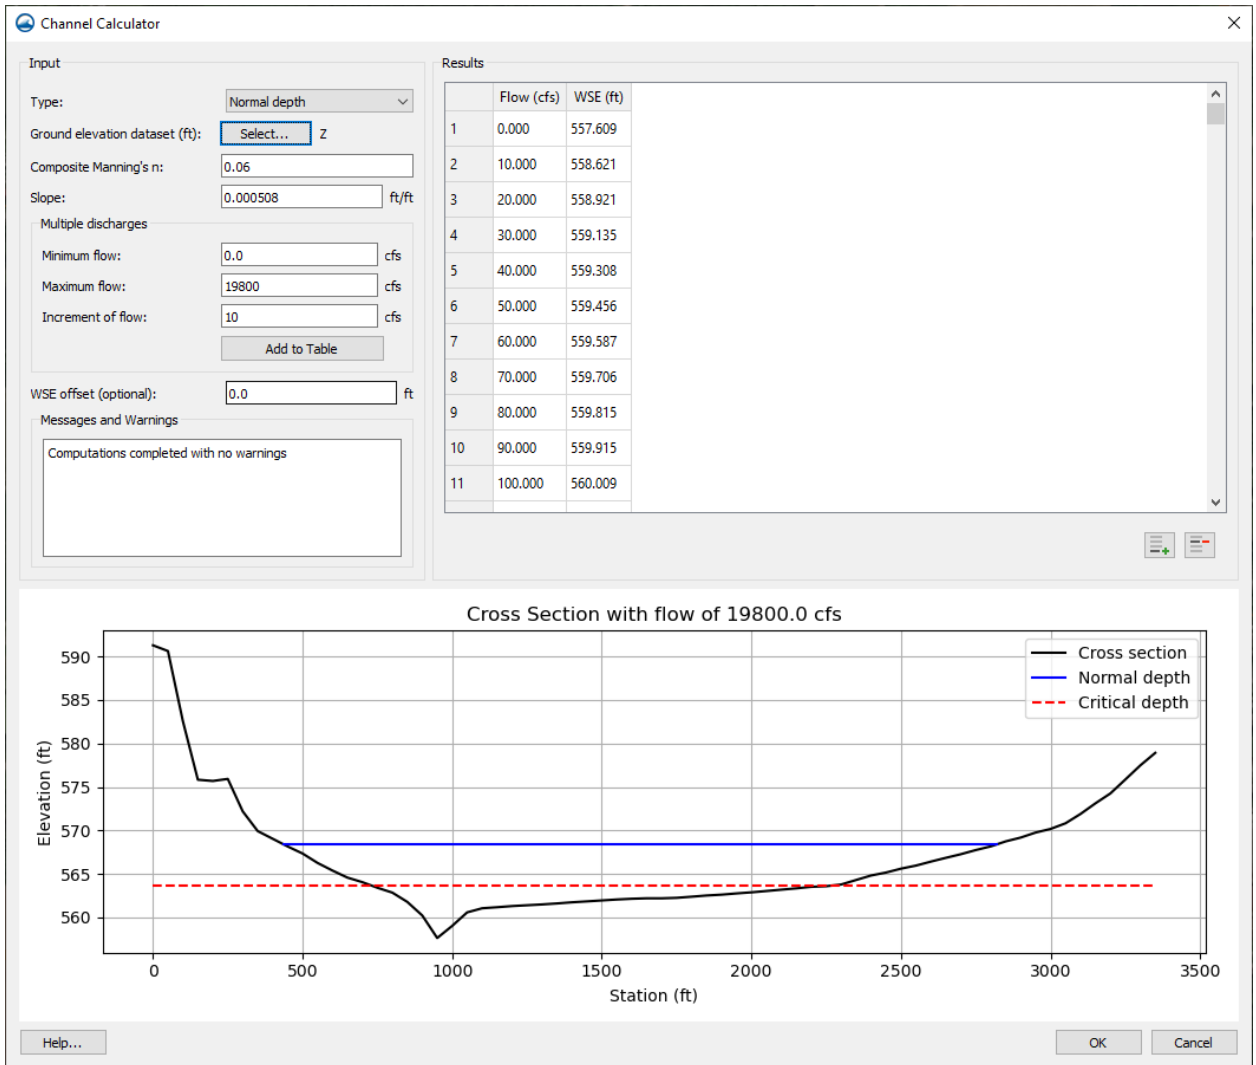 Channel Calculator
Input
Type: Normal depth
Ground elevation dataset (ft): Select... Z
Composite Manning's n: 0.06
Slope: 0.000508 ft/ft
Multiple discharges
Minimum flow: 0.0 cfs
Maximum flow: 19800 cfs
Increment of flow: 10 cfs
Add to Table
WSE offset (optional): 0.0 ft
Messages and Warnings
Computations completed with no warnings
Results
Flow (cfs) WSE (ft)
1 0.000 557.609
2 10.000 558.621
3 20.000 558.921
4 30.000 559.135
5 40.000 559.308
6 50.000 559.456
7 60.000 559.587
8 70.000 559.706
9 80.000 559.815
10 90.000 559.915
11 100.000 560.009
Cross Section with flow of 19800.0 cfs
Cross section
Normal depth
Critical depth
Elevation (ft)
590
585
580
575
570
565
560
0 500 1000 1500 2000 2500 3000 3500
Station (ft)
Help... OK Cancel